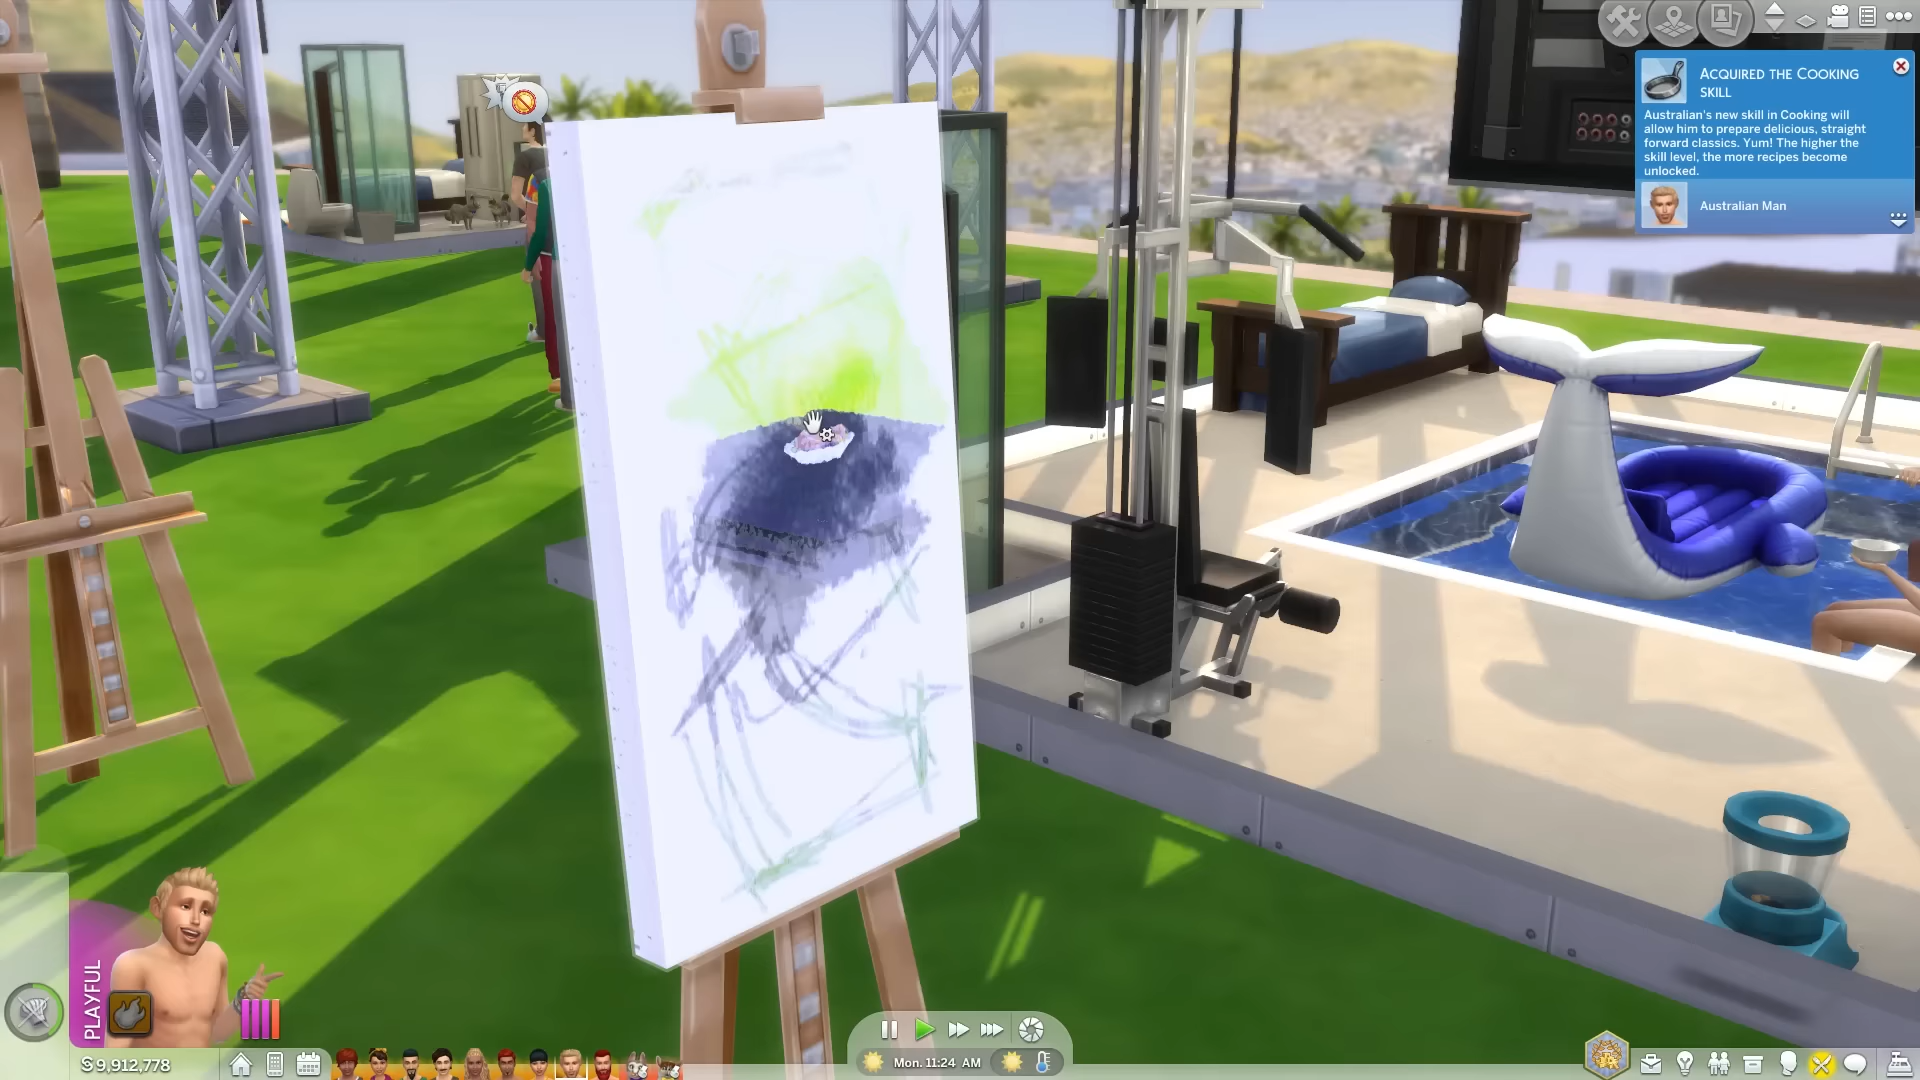 ACQUIRED THE COOKING
SKILL
Australian's new skill in Cooking will
allow him to prepare delicious, straight
forward classics. Yum! The higher the
skill level, the more recipes become
unlocked.
Australian Man
PLAYFUL
§9,912,778
Mon. 11:24 AM